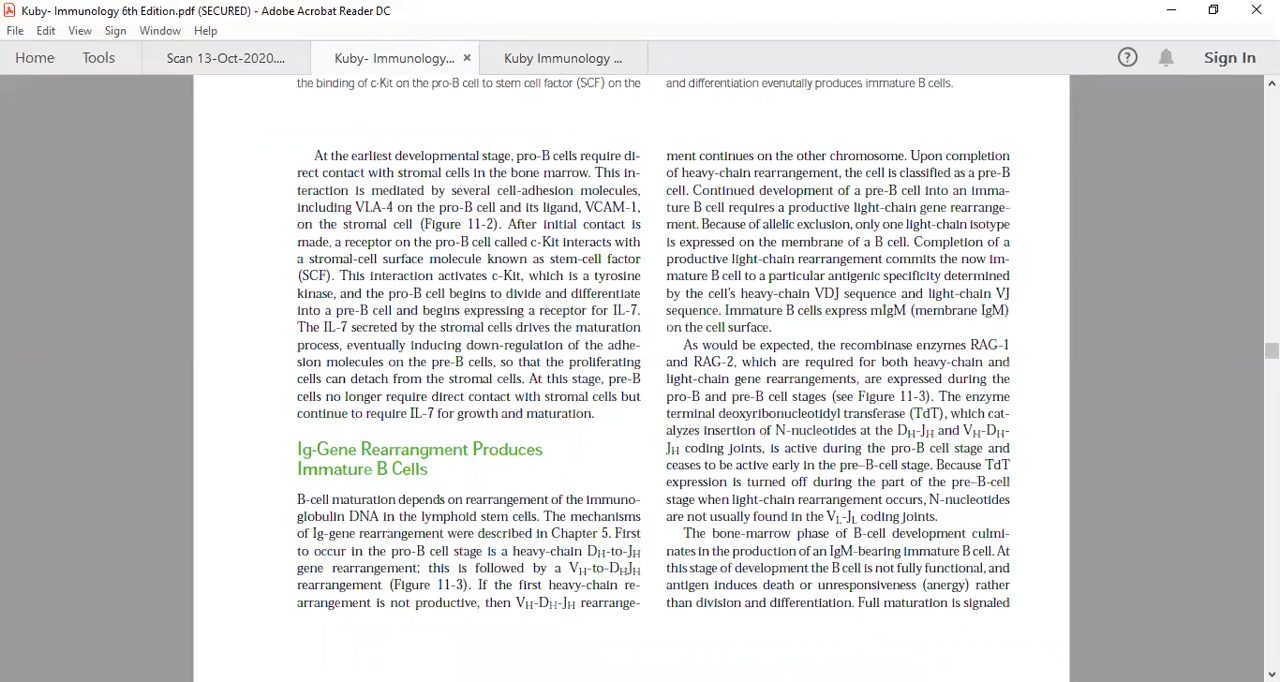 Kuby- Immunology 6th Edition.pdf (SECURED) - Adobe Acrobat Reader DC
File Edit View Sign Window Help
Home Tools Scan 13-Oct-2020.... Kuby- Immunology... × Kuby Immunology ... ? Sign In
the binding of c-Kit on the pro-B cell to stem cell factor (SCF) on the
and differentiation evenutally produces immature B cells.
At the earliest developmental stage, pro-B cells require di-
rect contact with stromal cells in the bone marrow. This in-
teraction is mediated by several cell-adhesion molecules,
including VLA-4 on the pro-B cell and its ligand, VCAM-1,
on the stromal cell (Figure 11-2). After initial contact is
made, a receptor on the pro-B cell called c-Kit interacts with
a stromal-cell surface molecule known as stem-cell factor
(SCF). This interaction activates c-Kit, which is a tyrosine
kinase, and the pro-B cell begins to divide and differentiate
into a pre-B cell and begins expressing a receptor for IL-7.
The IL-7 secreted by the stromal cells drives the maturation
process, eventually inducing down-regulation of the adhe-
sion molecules on the pre-B cells, so that the proliferating
cells can detach from the stromal cells. At this stage, pre-B
cells no longer require direct contact with stromal cells but
continue to require IL-7 for growth and maturation.
Ig-Gene Rearrangment Produces
Immature B Cells
B-cell maturation depends on rearrangement of the immuno-
globulin DNA in the lymphoid stem cells. The mechanisms
of Ig-gene rearrangement were described in Chapter 5. First
to occur in the pro-B cell stage is a heavy-chain DH-to-JH
gene rearrangement; this is followed by a VH-to-DHJH
rearrangement (Figure 11-3). If the first heavy-chain re-
arrangement is not productive, then VH-DH-JH rearrange-
ment continues on the other chromosome. Upon completion
of heavy-chain rearrangement, the cell is classified as a pre-B
cell. Continued development of a pre-B cell into an imma-
ture B cell requires a productive light-chain gene rearrange-
ment. Because of allelic exclusion, only one light-chain isotype
is expressed on the membrane of a B cell. Completion of a
productive light-chain rearrangement commits the now im-
mature B cell to a particular antigenic specificity determined
by the cell's heavy-chain VDJ sequence and light-chain VJ
sequence. Immature B cells express mIgM (membrane IgM)
on the cell surface.
As would be expected, the recombinase enzymes RAG-1
and RAG-2, which are required for both heavy-chain and
light-chain gene rearrangements, are expressed during the
pro-B and pre-B cell stages (see Figure 11-3). The enzyme
terminal deoxyribonucleotidyl transferase (TdT), which cat-
alyzes insertion of N-nucleotides at the DH-JH and VH-DH-
JH coding joints, is active during the pro-B cell stage and
ceases to be active early in the pre–B-cell stage. Because TdT
expression is turned off during the part of the pre–B-cell
stage when light-chain rearrangement occurs, N-nucleotides
are not usually found in the VL-JL coding joints.
The bone-marrow phase of B-cell development culmi-
nates in the production of an IgM-bearing immature B cell. At
this stage of development the B cell is not fully functional, and
antigen induces death or unresponsiveness (anergy) rather
than division and differentiation. Full maturation is signaled